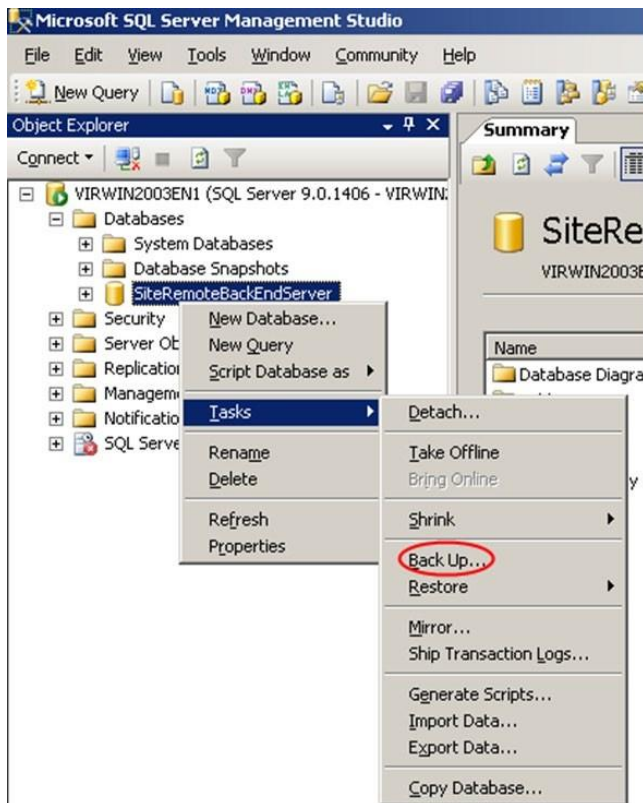 Microsoft SQL Server Management Studio
File Edit View Tools Window Community Help
New Query
Object Explorer
Summary
Connect
VIRWIN2003EN1 (SQL Server 9.0.1406 - VIRWIN
Databases
System Databases
Database Snapshots
SiteRemoteBackEndServer
Security
Server Ob
Replication
Managem
Notificatio
SQL Serve
SiteRe
VIRWIN2003E
Name
Database Diagra
New Database...
New Query
Script Database as
Tasks
Rename
Delete
Refresh
Properties
Detach...
Take Offline
Bring Online
Shrink
Back Up...
Restore
Mirror...
Ship Transaction Logs...
Generate Scripts...
Import Data...
Export Data...
Copy Database...
y